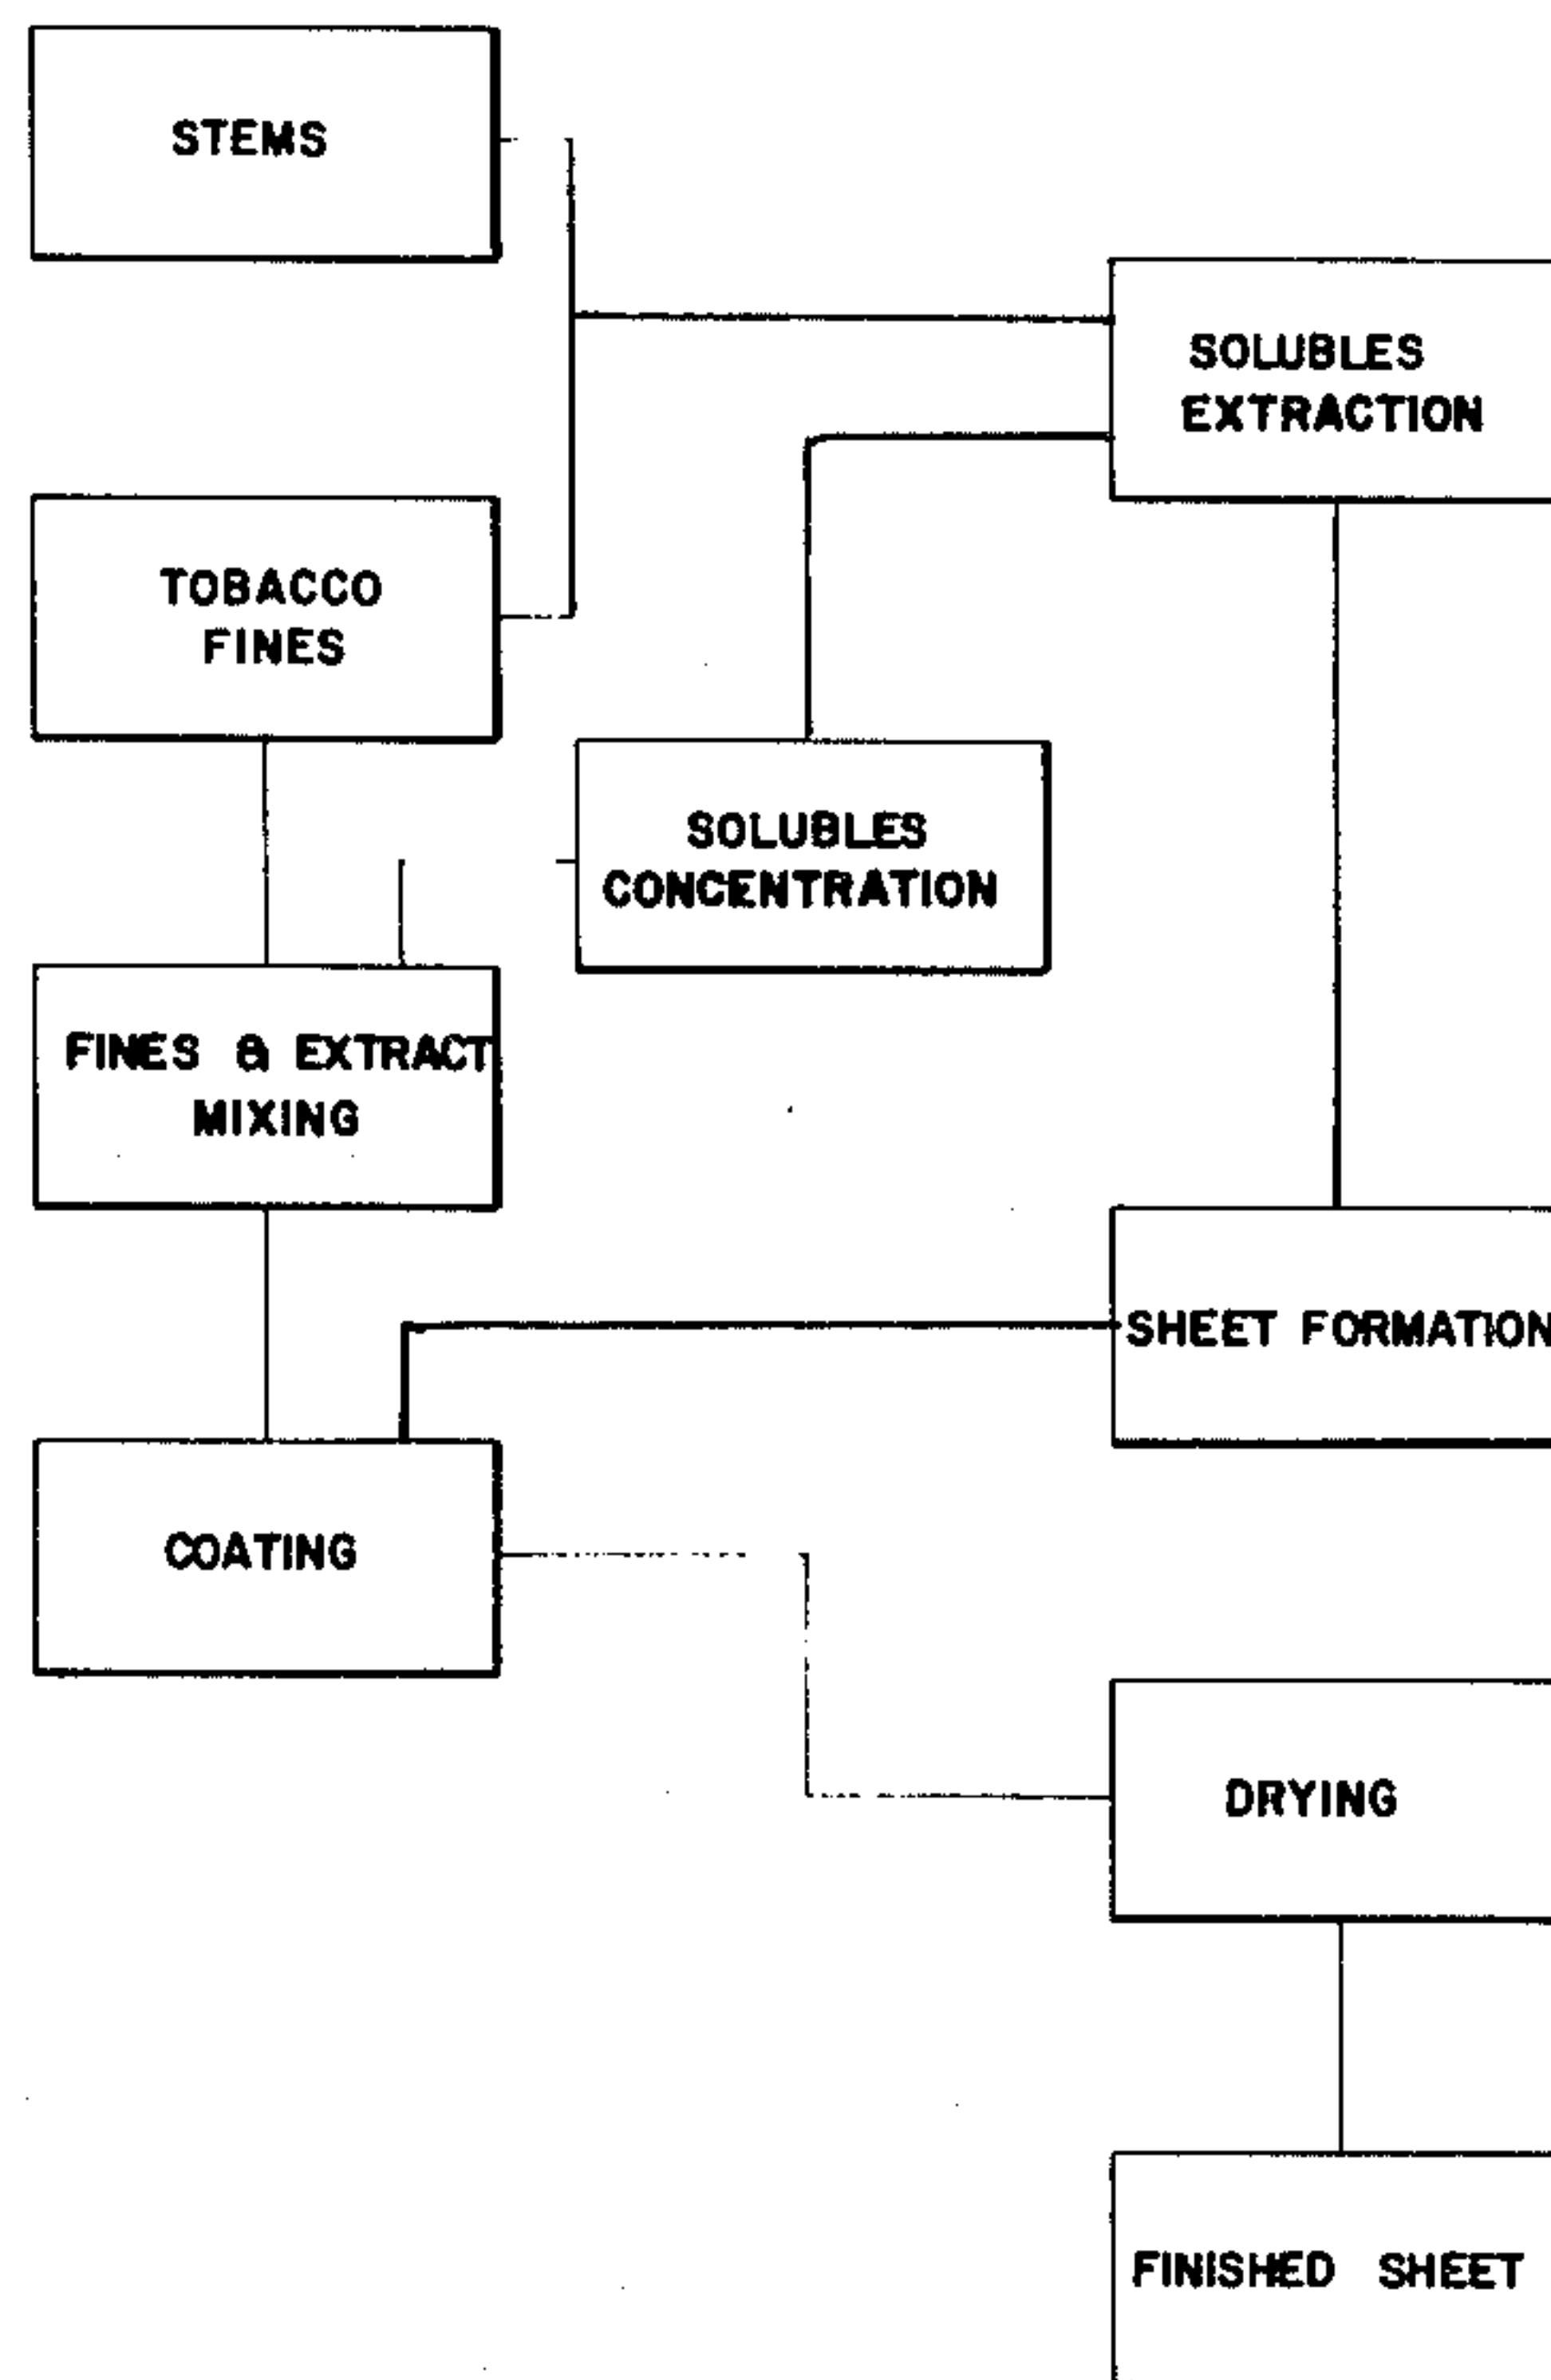 STEMS
SOLUBLES
EXTRACTION
TOBACCO
FINES
SOLUBLES
CONCENTRATION
FINES & EXTRACT
MIXING
SHEET FORMATION
COATING
DRYING
FINISHED SHEET